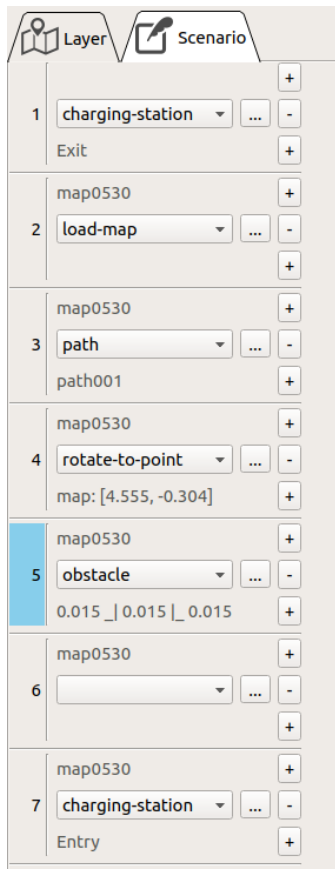 Layer
Scenario
+
1 charging-station ... -
Exit +
map0530 +
2 load-map ... -
+
map0530 +
3 path ... -
path001 +
map0530 +
4 rotate-to-point ... -
map: [4.555, -0.304] +
map0530 +
5 obstacle ... -
0.015 _| 0.015 |_ 0.015 +
map0530 +
6 ... -
+
map0530 +
7 charging-station ... -
Entry +